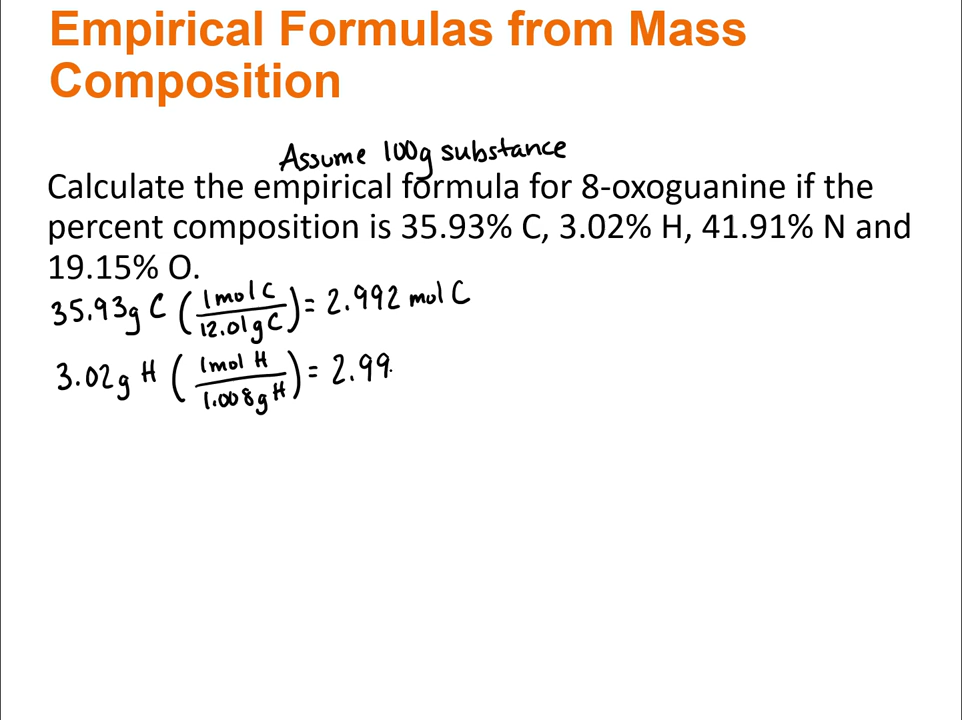 Empirical Formulas from Mass
Composition
Assume 100g substance
Calculate the empirical formula for 8-oxoguanine if the
percent composition is 35.93% C, 3.02% H, 41.91% N and
19.15% O.
35.93g C (1mol C / 12.01g C) = 2.992 mol C
3.02g H (1mol H / 1.008g H) = 2.99